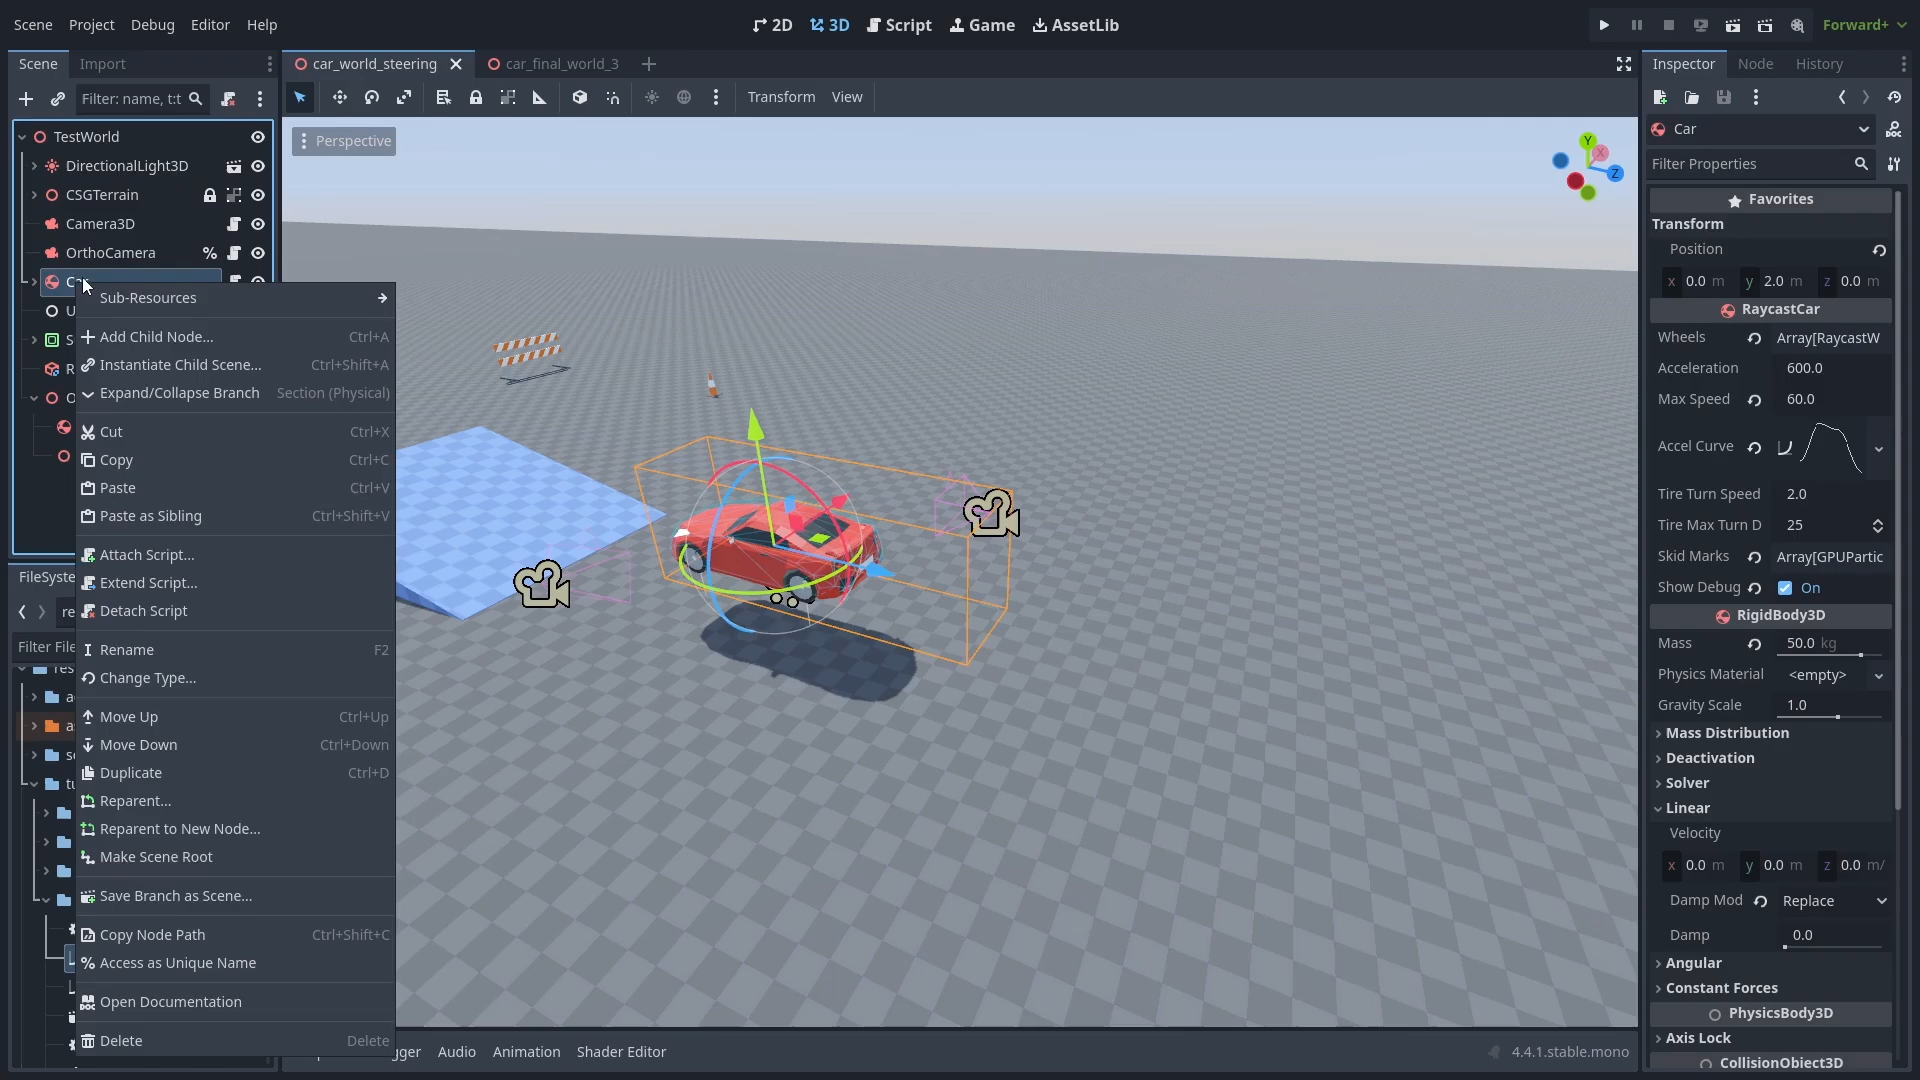 Scene Project Debug Editor Help
2D 3D Script Game AssetLib
Forward+
Scene Import
car_world_steering car_final_world_3
Inspector Node History
Filter: name, t:t
Transform View
TestWorld
DirectionalLight3D
CSGTerrain
Camera3D
OrthoCamera %
Perspective
Y X Z
Car
Filter Properties
Favorites
Transform
Position
x 0.0 m y 2.0 m z 0.0 m
RaycastCar
Wheels Array[RaycastW
Acceleration 600.0
Max Speed 60.0
Accel Curve
Tire Turn Speed 2.0
Tire Max Turn D 25
Skid Marks Array[GPUPartic
Show Debug On
RigidBody3D
Mass 50.0 kg
Physics Material <empty>
Gravity Scale 1.0
Mass Distribution
Deactivation
Solver
Linear
Velocity
x 0.0 m y 0.0 m z 0.0 m/
Damp Mod Replace
Damp 0.0
Angular
Constant Forces
PhysicsBody3D
Axis Lock
CollisionObject3D
Sub-Resources
Add Child Node... Ctrl+A
Instantiate Child Scene... Ctrl+Shift+A
Expand/Collapse Branch Section (Physical)
Cut Ctrl+X
Copy Ctrl+C
Paste Ctrl+V
Paste as Sibling Ctrl+Shift+V
Attach Script...
Extend Script...
Detach Script
Rename F2
Change Type...
Move Up Ctrl+Up
Move Down Ctrl+Down
Duplicate Ctrl+D
Reparent...
Reparent to New Node...
Make Scene Root
Save Branch as Scene...
Copy Node Path Ctrl+Shift+C
% Access as Unique Name
Open Documentation
Delete Delete
FileSyste
re
Filter File
res
gger Audio Animation Shader Editor
4.4.1.stable.mono